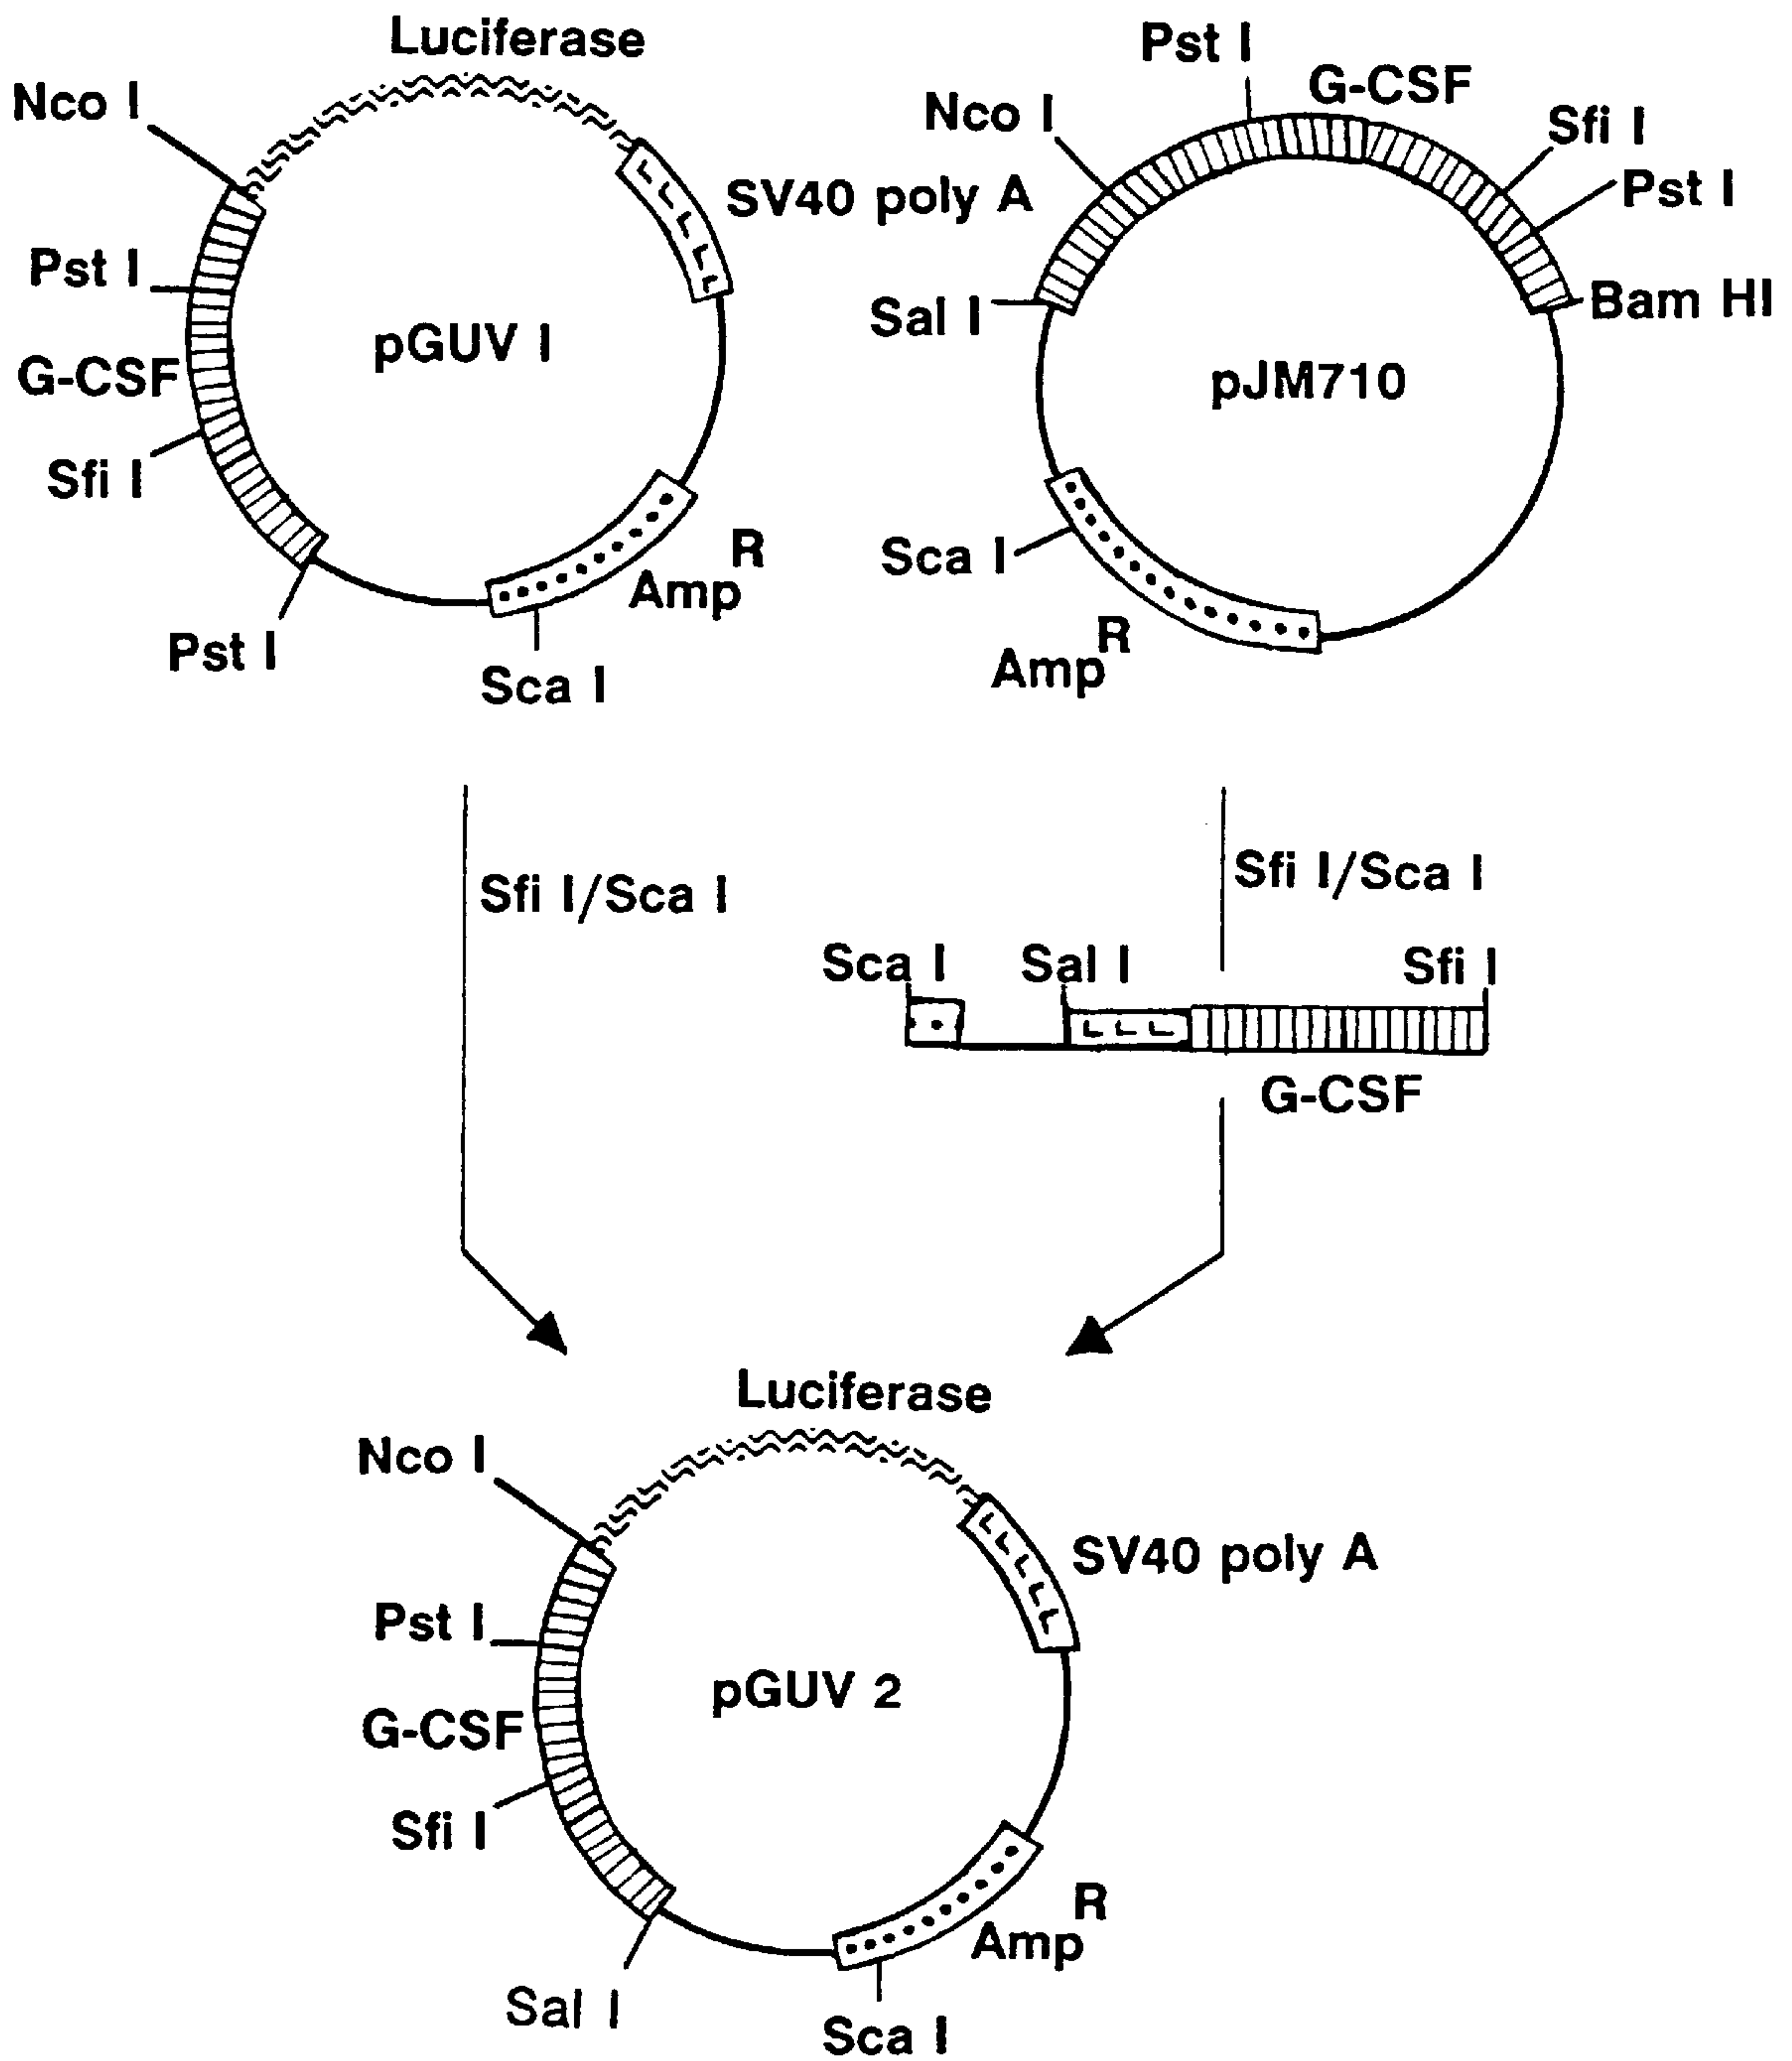 Luciferase
Nco I
SV40 poly A
Pst I
pGUV I
G-CSF
Sfi I
Amp R
Pst I
Sca I
Pst I
G-CSF
Nco I
Sfi I
Pst I
Sal I
Bam HI
pJM710
Sca I
Amp R
Sfi I/Sca I
Sfi I/Sca I
Sca I Sal I Sfi I
G-CSF
Luciferase
Nco I
SV40 poly A
Pst I
pGUV 2
G-CSF
Sfi I
Amp R
Sal I
Sca I